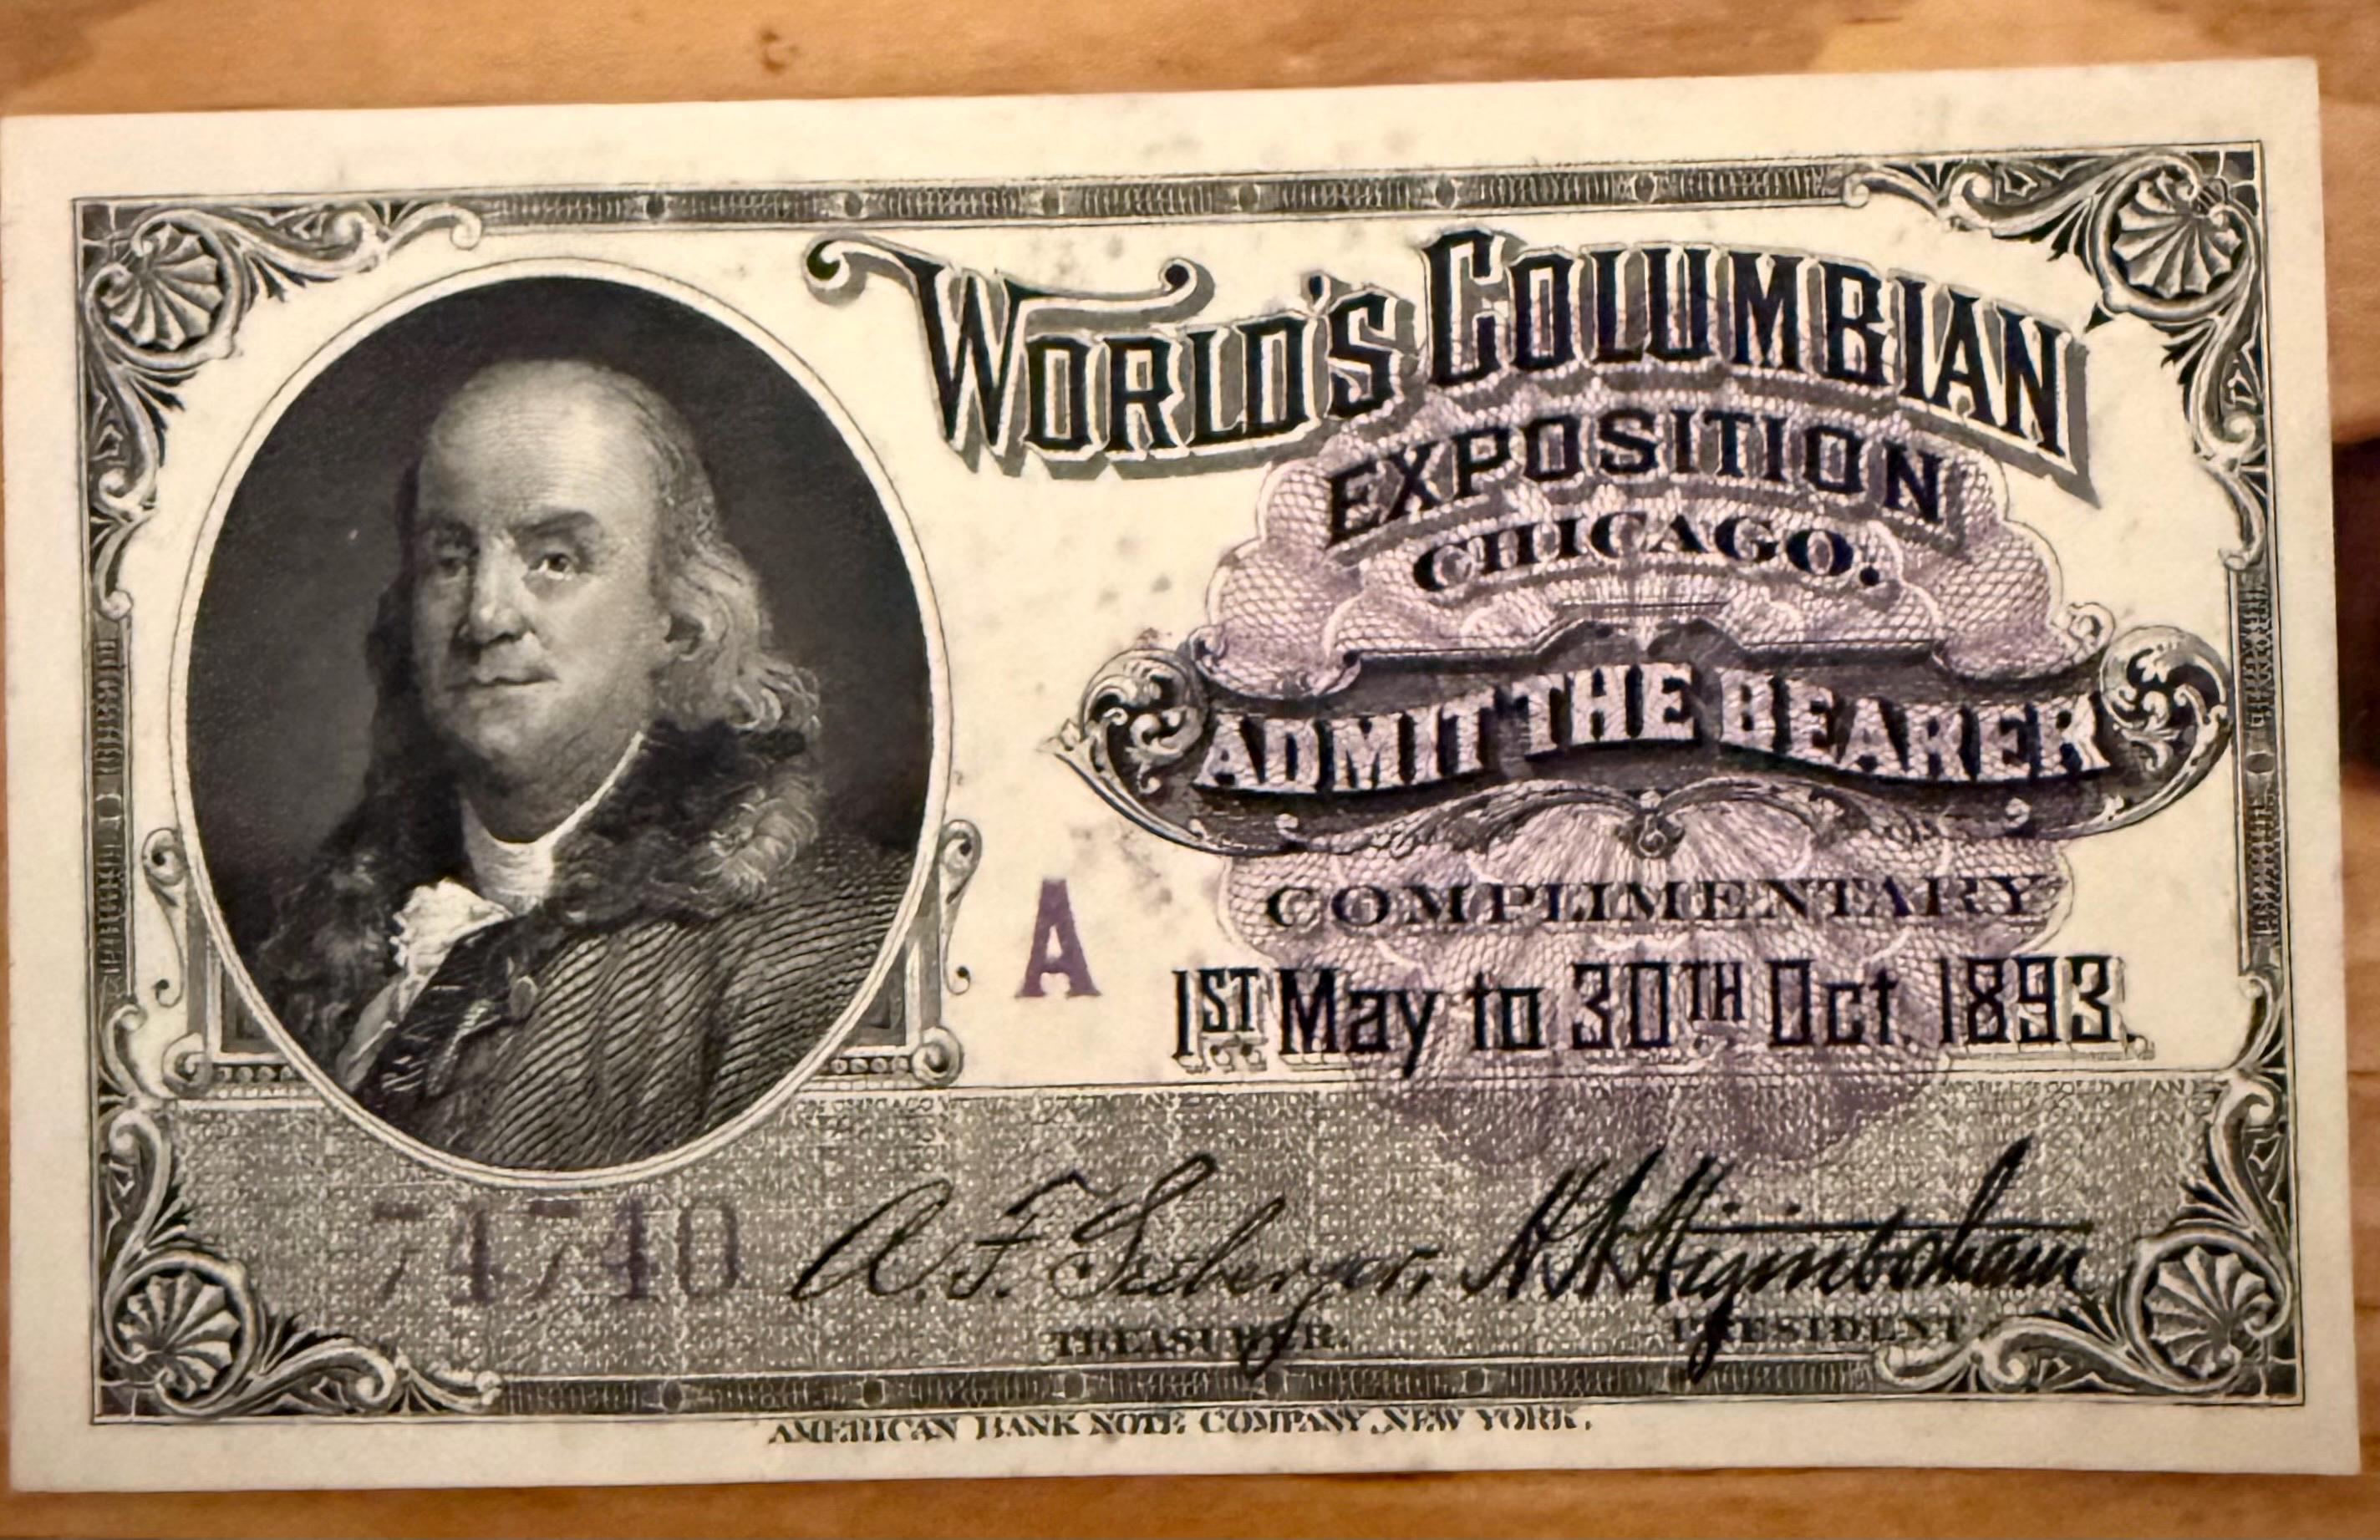 WORLD'S COLUMBIAN
EXPOSITION
CHICAGO.
ADMIT THE BEARER
COMPLIMENTARY
A
1ST May to 30TH Oct. 1893.
A. F. Seeberger,
TREASURER.
H. N. Higinbotham
PRESIDENT
AMERICAN BANK NOTE COMPANY, NEW YORK.